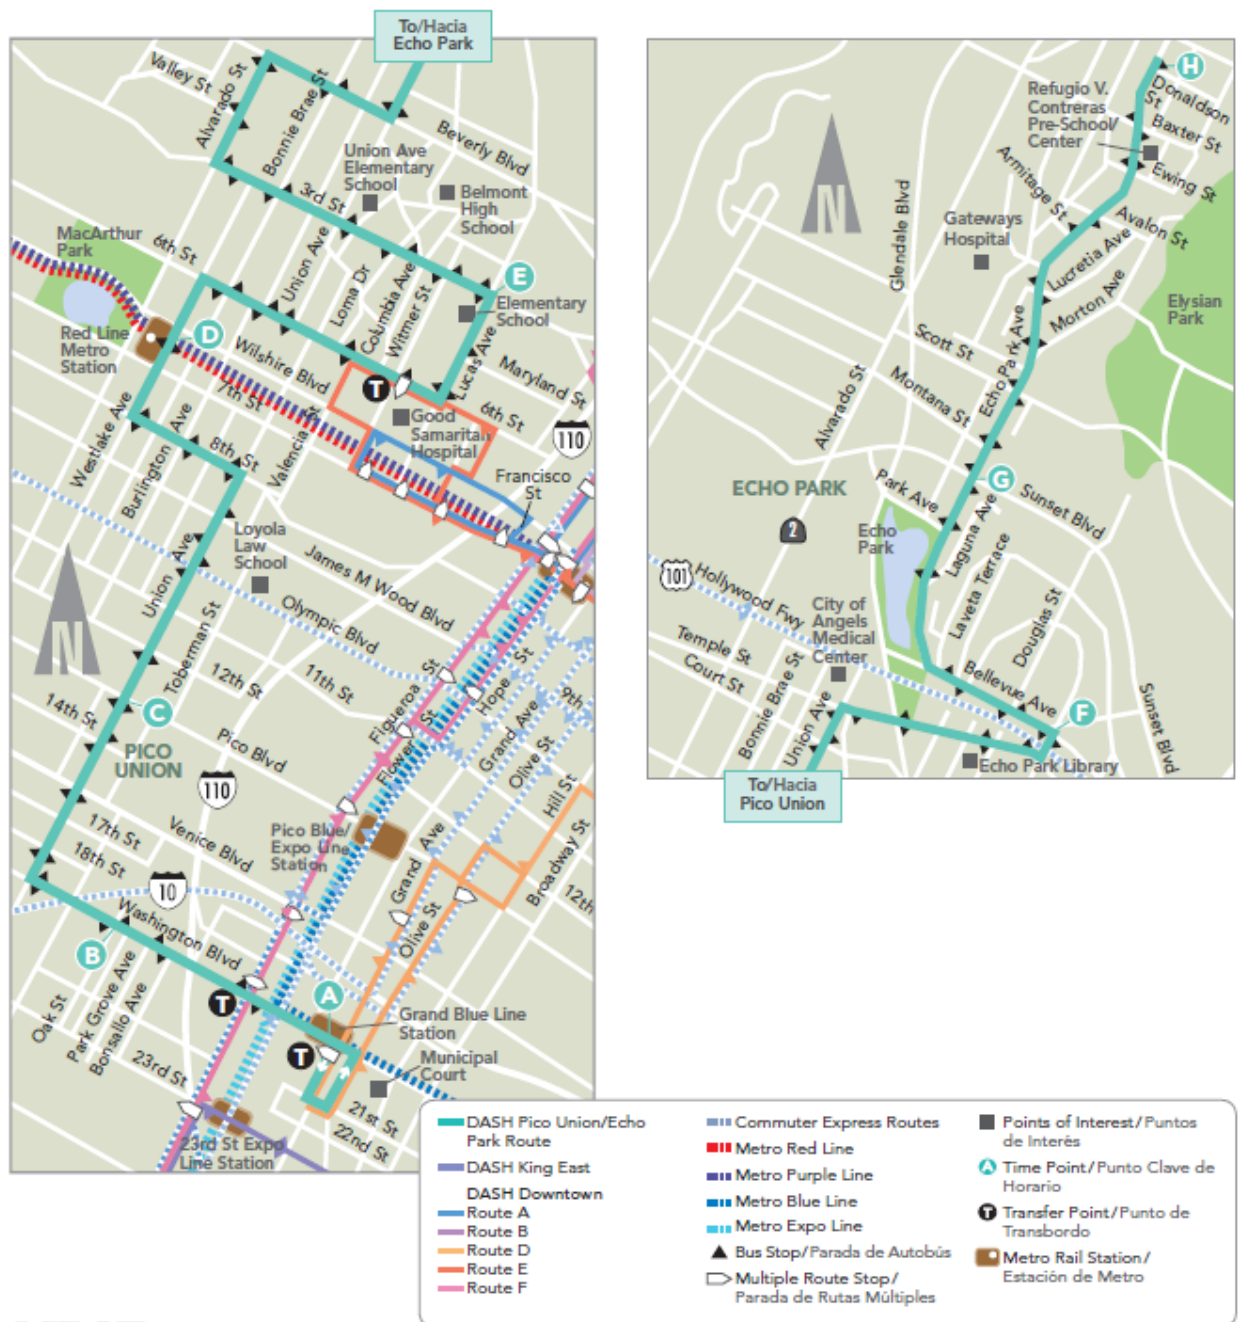 To/Hacia
Echo Park
Valley St
Alvarado St
Bonnie Brae St
Beverly Blvd
Union Ave
Elementary
School
Belmont
High
School
3rd St
MacArthur
Park
6th St
Union Ave
Loma Dr
Columbia Ave
Witmer St
E
Elementary
School
Lucas Ave
Maryland St
D
Red Line
Metro
Station
Wilshire Blvd
7th St
T
6th St
Good
Samaritan
Hospital
110
Westlake Ave
Burlington Ave
8th St
Valencia St
Francisco
St
Loyola
Law
School
James M Wood Blvd
Union Ave
Olympic Blvd
N
Toberman St
12th St
11th St
Figueroa St
Flower St
Hope St
Grand Ave
Olive St
9th
14th St
C
PICO
UNION
Pico Blvd
110
Hill St
Broadway St
12th
17th St
18th St
Venice Blvd
Pico Blue/
Expo Line
Station
Grand Ave
Olive St
10
Washington Blvd
B
Oak St
Park Grove Ave
Bonsallo Ave
23rd St
T
A
Grand Blue Line
Station
T
Municipal
Court
21st St
22nd St
23rd St Expo
Line Station
H
Refugio V.
Contreras
Pre-School/
Center
Donaldson
St
Baxter St
Ewing St
Armitage St
Avalon St
N
Glendale Blvd
Gateways
Hospital
Lucretia Ave
Morton Ave
Elysian
Park
Scott St
Echo Park Ave
Montana St
Alvarado St
G
ECHO PARK
2
Park Ave
Sunset Blvd
Echo
Park
Laguna Ave
Laveta Terrace
Douglas St
101
Hollywood Fwy
City of
Angels
Medical
Center
Temple St
Court St
Bonnie Brae St
Union Ave
Bellevue Ave
F
Sunset Blvd
Echo Park Library
To/Hacia
Pico Union
DASH Pico Union/Echo
Park Route
DASH King East
DASH Downtown
Route A
Route B
Route D
Route E
Route F
Commuter Express Routes
Metro Red Line
Metro Purple Line
Metro Blue Line
Metro Expo Line
Bus Stop/Parada de Autobús
Multiple Route Stop/
Parada de Rutas Múltiples
Points of Interest/Puntos
de Interés
A Time Point/Punto Clave de
Horario
T Transfer Point/Punto de
Transbordo
Metro Rail Station/
Estación de Metro